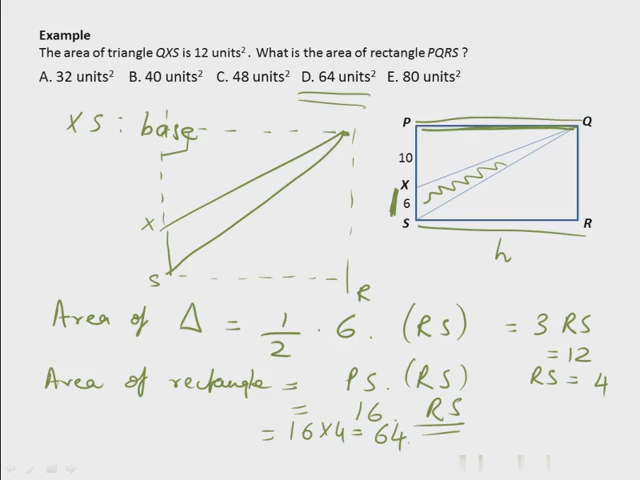 Example
The area of triangle QXS is 12 units². What is the area of rectangle PQRS ?
A. 32 units² B. 40 units² C. 48 units² D. 64 units² E. 80 units²
XS : base
P Q
10
X
6
S R
h
X
S
R
Area of Δ = 1/2 · 6 · (RS) = 3 RS
= 12
Area of rectangle = PS · (RS) RS = 4
= 16 · RS
= 16 × 4 = 64.